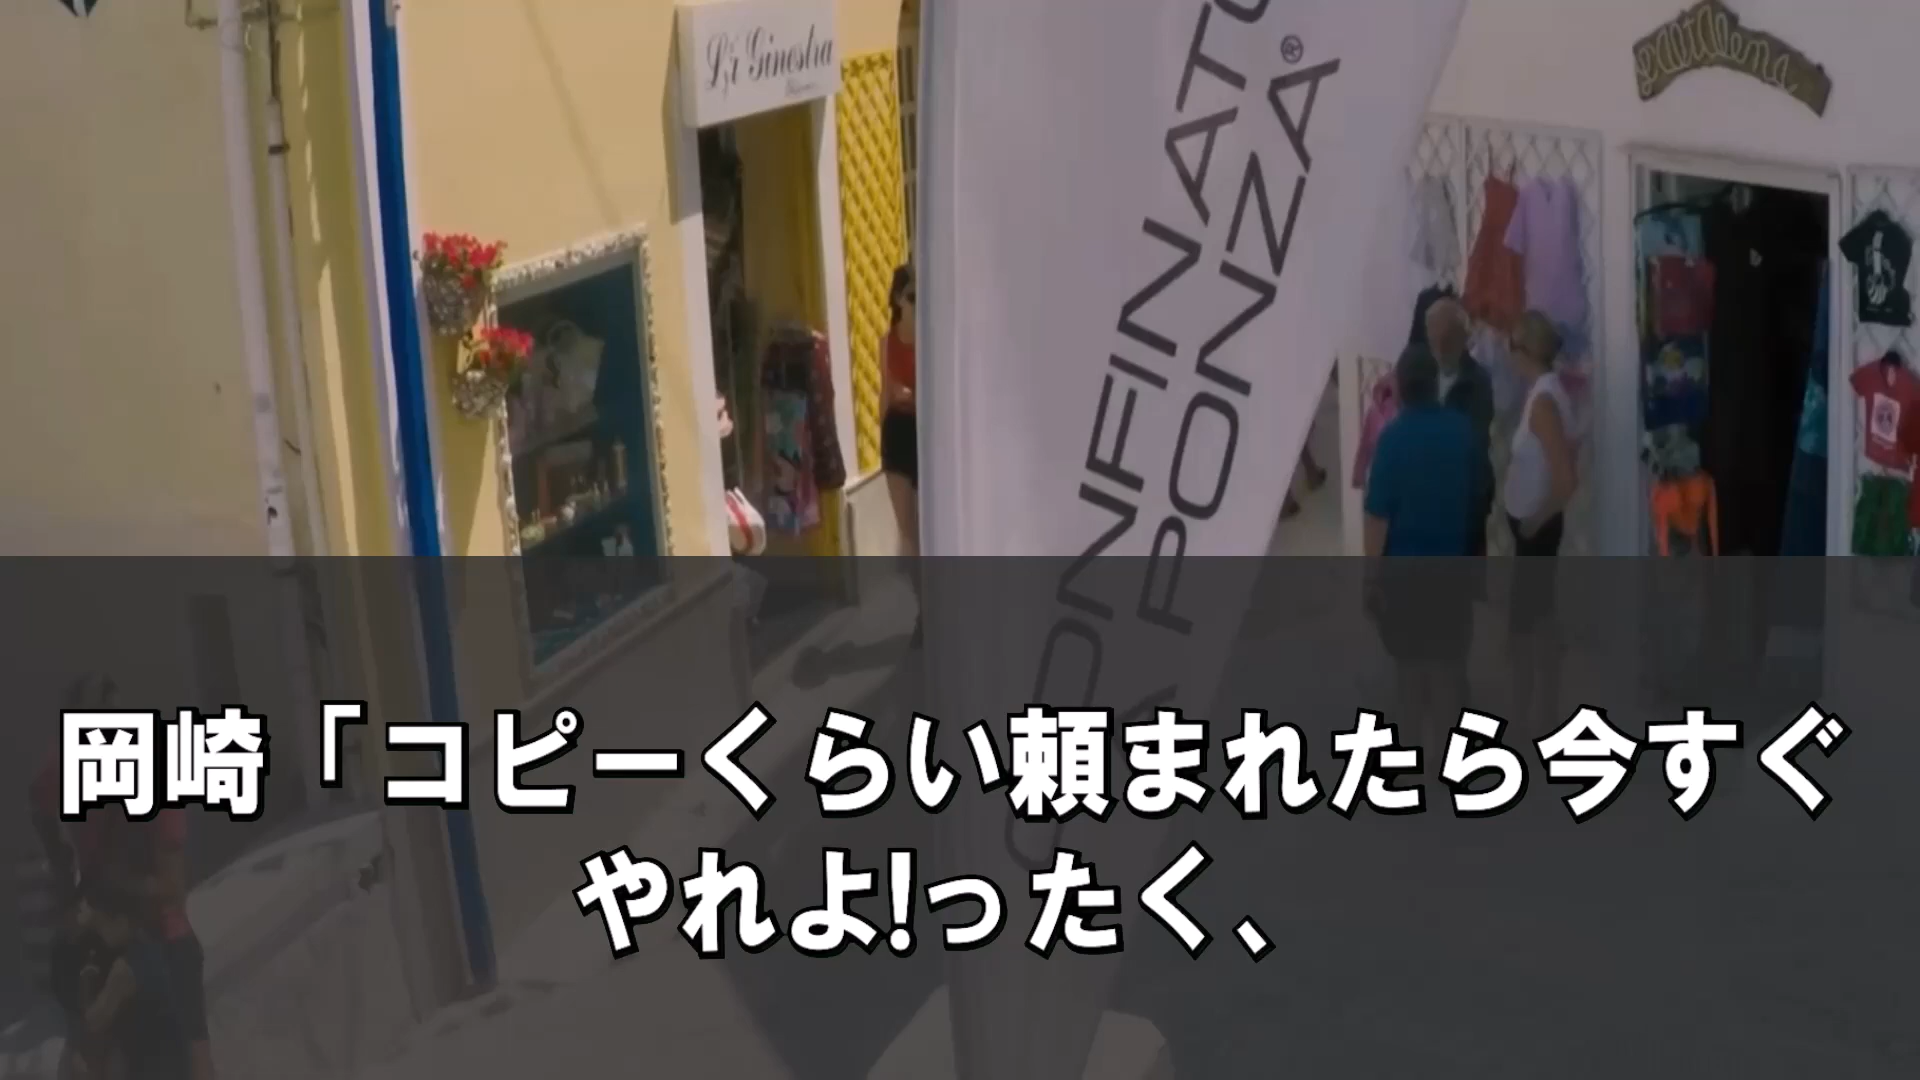 Li Ginestra
CONFINATO
A PONZA®
岡崎「コピーくらい頼まれたら今すぐ
やれよ!ったく、